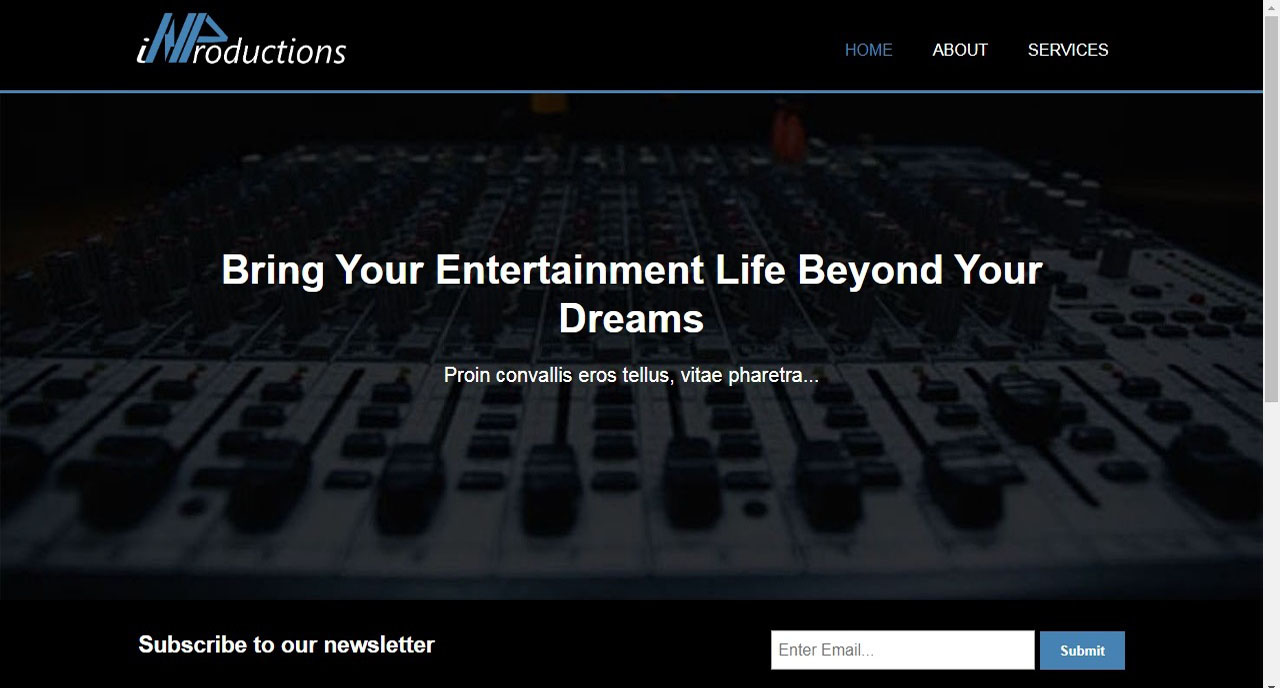 iNProductions
HOME ABOUT SERVICES
Bring Your Entertainment Life Beyond Your
Dreams
Proin convallis eros tellus, vitae pharetra...
Subscribe to our newsletter
Enter Email...
Submit